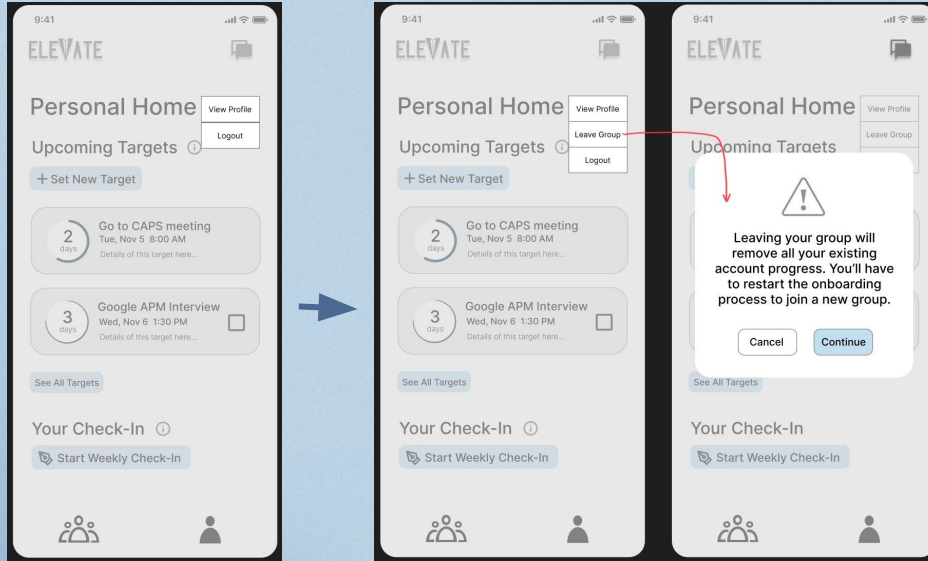 9:41
ELEVATE
Personal Home
View Profile
Logout
Upcoming Targets
+ Set New Target
2
days
Go to CAPS meeting
Tue, Nov 5 8:00 AM
Details of this target here...
3
days
Google APM Interview
Wed, Nov 6 1:30 PM
Details of this target here...
See All Targets
Your Check-In
Start Weekly Check-In
9:41
ELEVATE
Personal Home
View Profile
Leave Group
Logout
Upcoming Targets
+ Set New Target
2
days
Go to CAPS meeting
Tue, Nov 5 8:00 AM
Details of this target here...
3
days
Google APM Interview
Wed, Nov 6 1:30 PM
Details of this target here...
See All Targets
Your Check-In
Start Weekly Check-In
9:41
ELEVATE
Personal Home
View Profile
Leave Group
Upcoming Targets
Leaving your group will
remove all your existing
account progress. You'll have
to restart the onboarding
process to join a new group.
Cancel
Continue
See All Targets
Your Check-In
Start Weekly Check-In